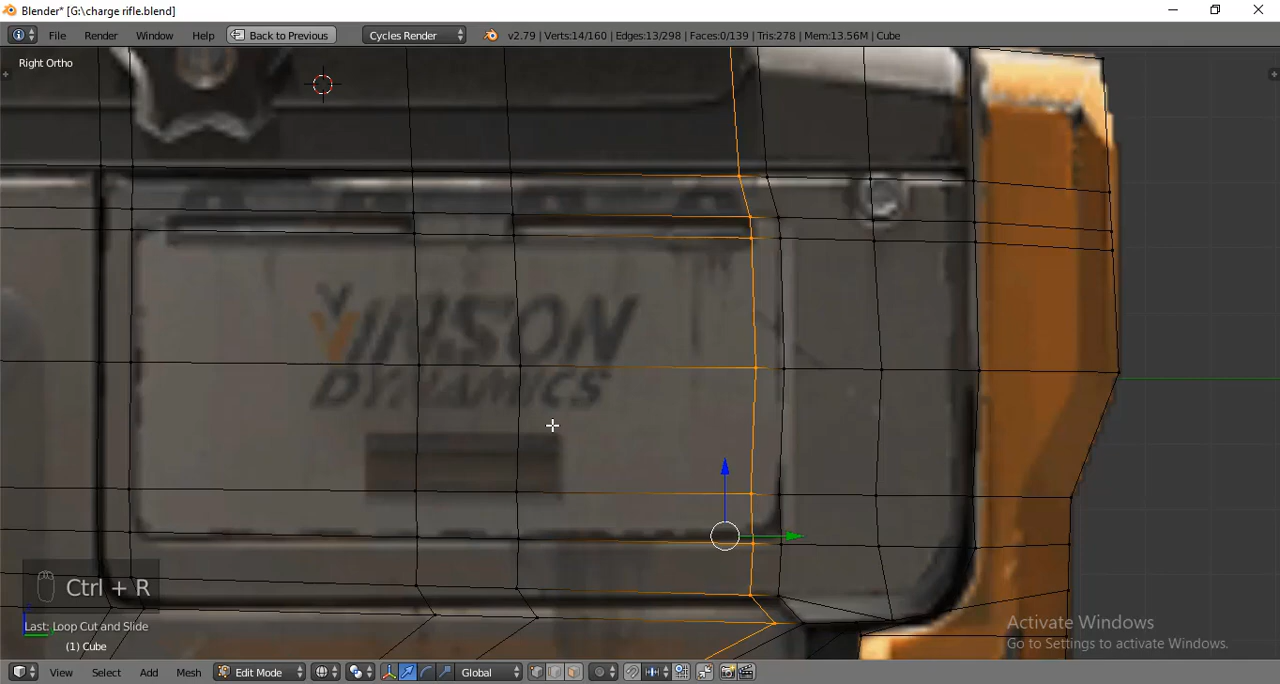 Blender* [G:\charge rifle.blend]
File Render Window Help Back to Previous Cycles Render v2.79 | Verts:14/160 | Edges:13/298 | Faces:0/139 | Tris:278 | Mem:13.56M | Cube
Right Ortho
VINSON
DYNAMICS
Ctrl + R
Last: Loop Cut and Slide
(1) Cube
Activate Windows
Go to Settings to activate Windows.
View Select Add Mesh Edit Mode Global